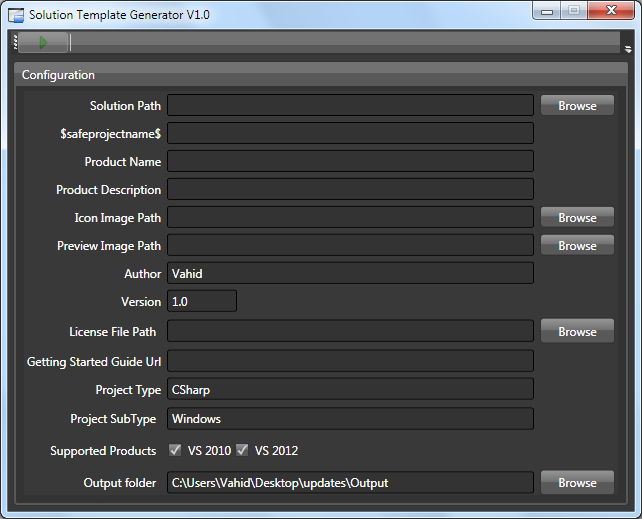 Solution Template Generator V1.0
Configuration
Solution Path Browse
$safeprojectname$
Product Name
Product Description
Icon Image Path Browse
Preview Image Path Browse
Author Vahid
Version 1.0
License File Path Browse
Getting Started Guide Url
Project Type CSharp
Project SubType Windows
Supported Products VS 2010 VS 2012
Output folder C:\Users\Vahid\Desktop\updates\Output Browse